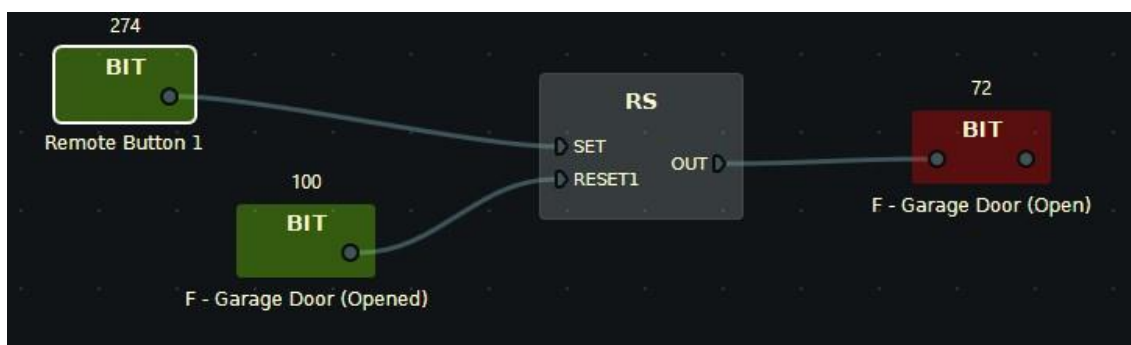 274
BIT
Remote Button 1
100
BIT
F - Garage Door (Opened)
RS
SET
RESET1
OUT
72
BIT
F - Garage Door (Open)